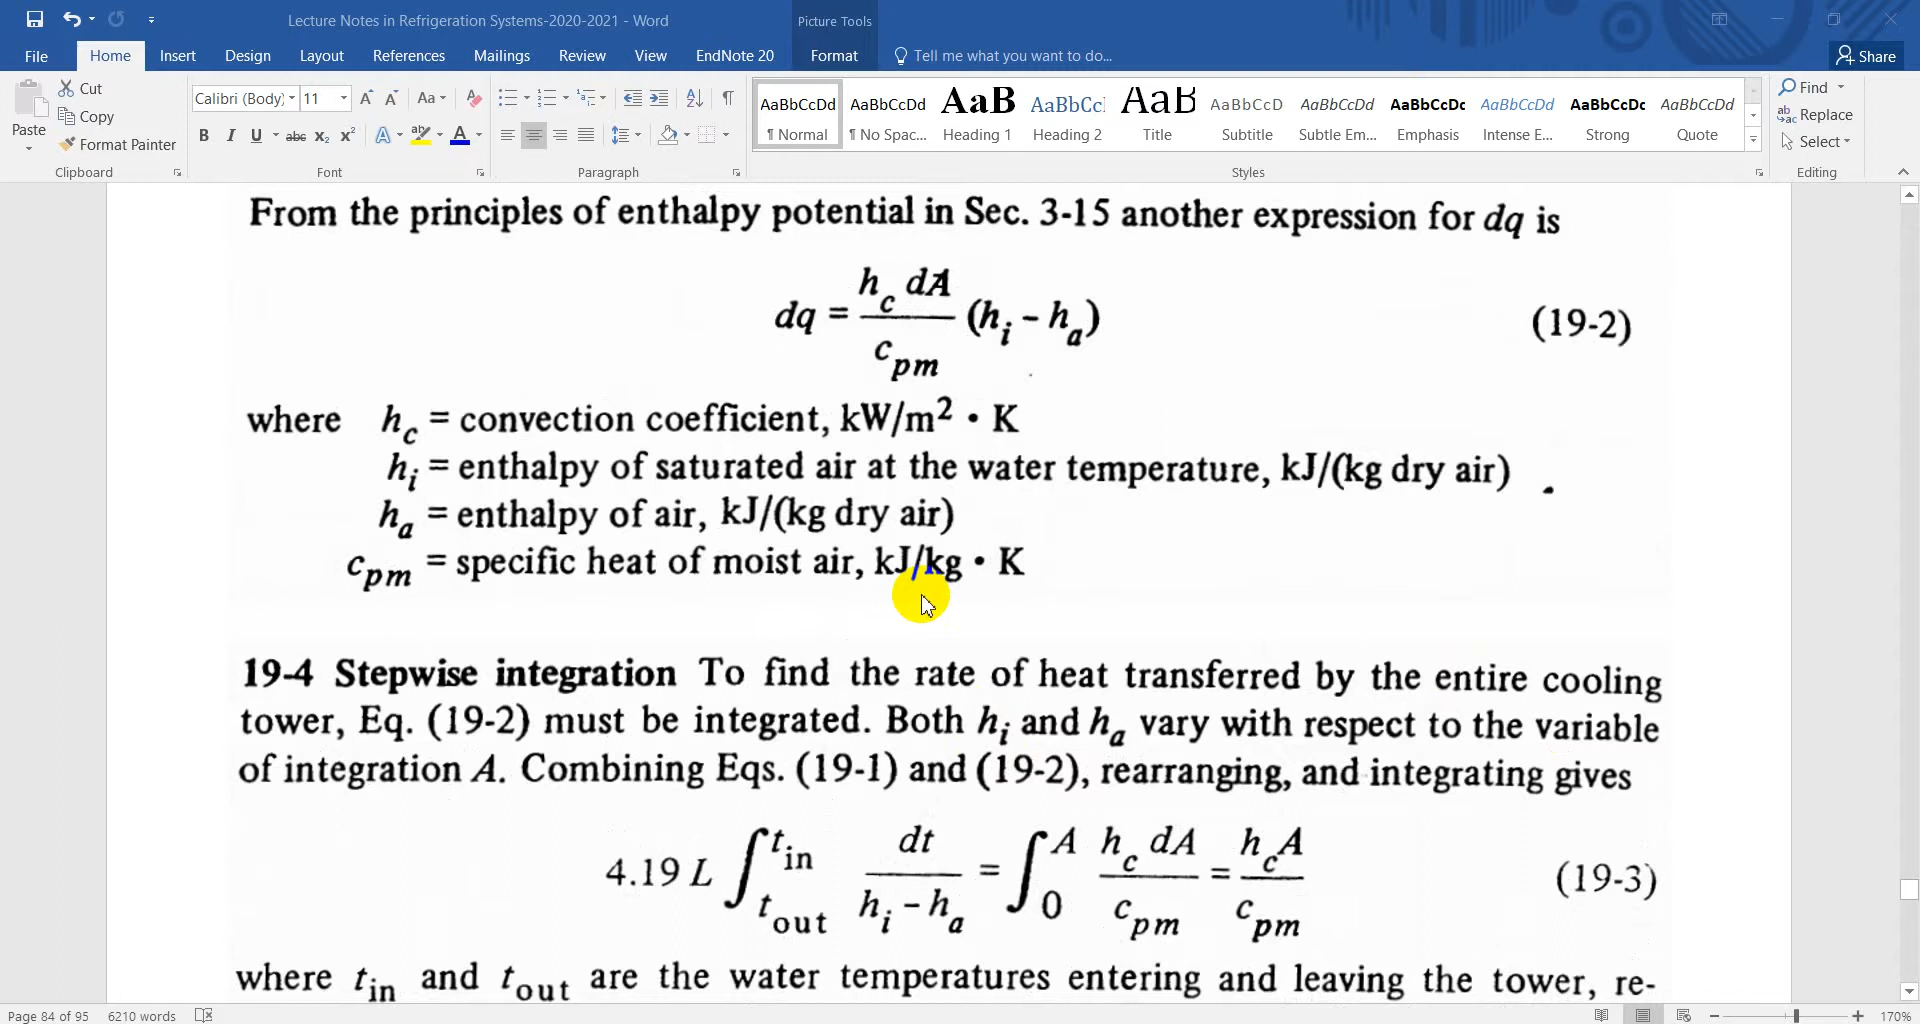 Lecture Notes in Refrigeration Systems-2020-2021 - Word
Picture Tools
File Home Insert Design Layout References Mailings Review View EndNote 20 Format Tell me what you want to do... Share
Paste
Cut
Copy
Format Painter
Clipboard
Calibri (Body) 11
Font
Paragraph
AaBbCcDd AaBbCcDd AaB AaBbCc AaB AaBbCcD AaBbCcDd AaBbCcDc AaBbCcDd AaBbCcDc AaBbCcDd
¶ Normal ¶ No Spac... Heading 1 Heading 2 Title Subtitle Subtle Em... Emphasis Intense E... Strong Quote
Styles
Find
Replace
Select
Editing
From the principles of enthalpy potential in Sec. 3-15 another expression for dq is
dq = h_c dA / c_pm (h_i − h_a) (19-2)
where h_c = convection coefficient, kW/m² • K
h_i = enthalpy of saturated air at the water temperature, kJ/(kg dry air)
h_a = enthalpy of air, kJ/(kg dry air)
c_pm = specific heat of moist air, kJ/kg • K
19-4 Stepwise integration To find the rate of heat transferred by the entire cooling
tower, Eq. (19-2) must be integrated. Both h_i and h_a vary with respect to the variable
of integration A. Combining Eqs. (19-1) and (19-2), rearranging, and integrating gives
4.19 L ∫_{t_out}^{t_in} dt / (h_i − h_a) = ∫_0^A h_c dA / c_pm = h_c A / c_pm (19-3)
where t_in and t_out are the water temperatures entering and leaving the tower, re-
Page 84 of 95 6210 words 170%